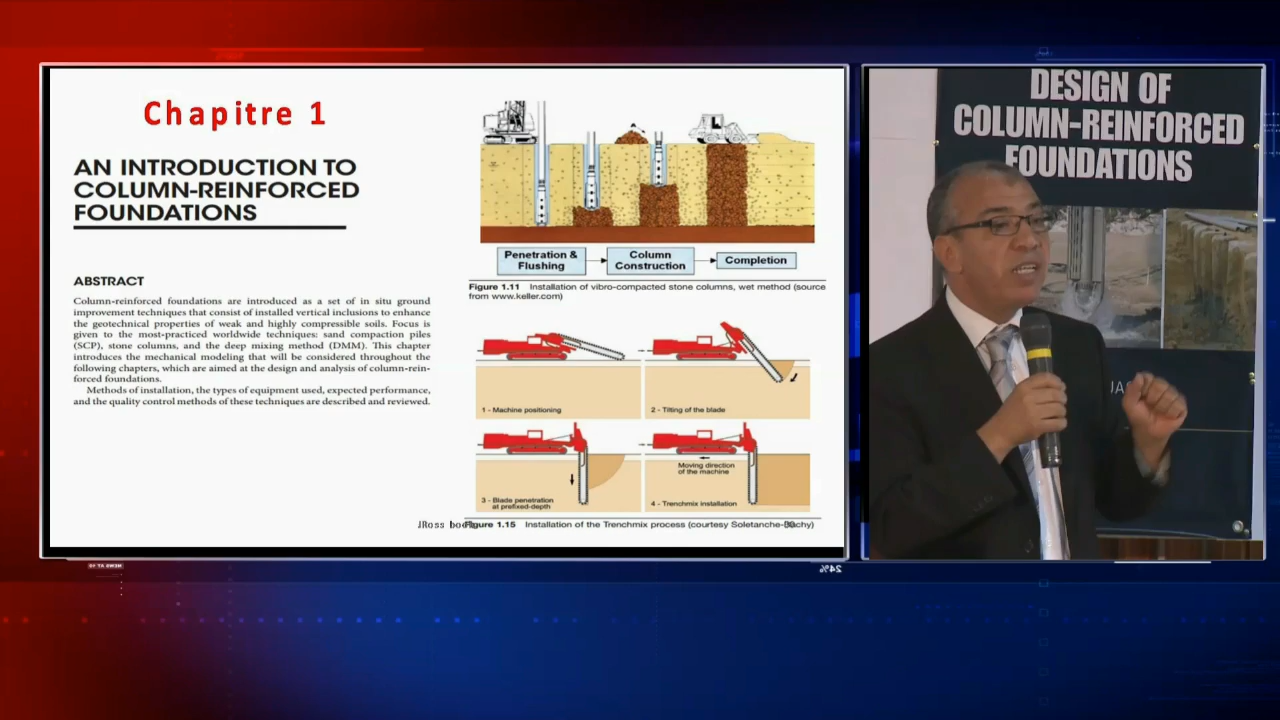 Chapitre 1
AN INTRODUCTION TO
COLUMN-REINFORCED
FOUNDATIONS
ABSTRACT
Column-reinforced foundations are introduced as a set of in situ ground
improvement techniques that consist of installed vertical inclusions to enhance
the geotechnical properties of weak and highly compressible soils. Focus is
given to the most-practiced worldwide techniques: sand compaction piles
(SCP), stone columns, and the deep mixing method (DMM). This chapter
introduces the mechanical modeling that will be considered throughout the
following chapters, which are aimed at the design and analysis of column-rein-
forced foundations.
Methods of installation, the types of equipment used, expected performance,
and the quality control methods of these techniques are described and reviewed.
Penetration &
Flushing
Column
Construction
Completion
Figure 1.11 Installation of vibro-compacted stone columns, wet method (source
from www.keller.com)
1 - Machine positioning
2 - Tilting of the blade
3 - Blade penetration
at prefixed-depth
Moving direction
of the machine
4 - Trenchmix installation
JRoss
Figure 1.15 Installation of the Trenchmix process (courtesy Soletanche-Bachy)
DESIGN OF
COLUMN-REINFORCED
FOUNDATIONS
24%